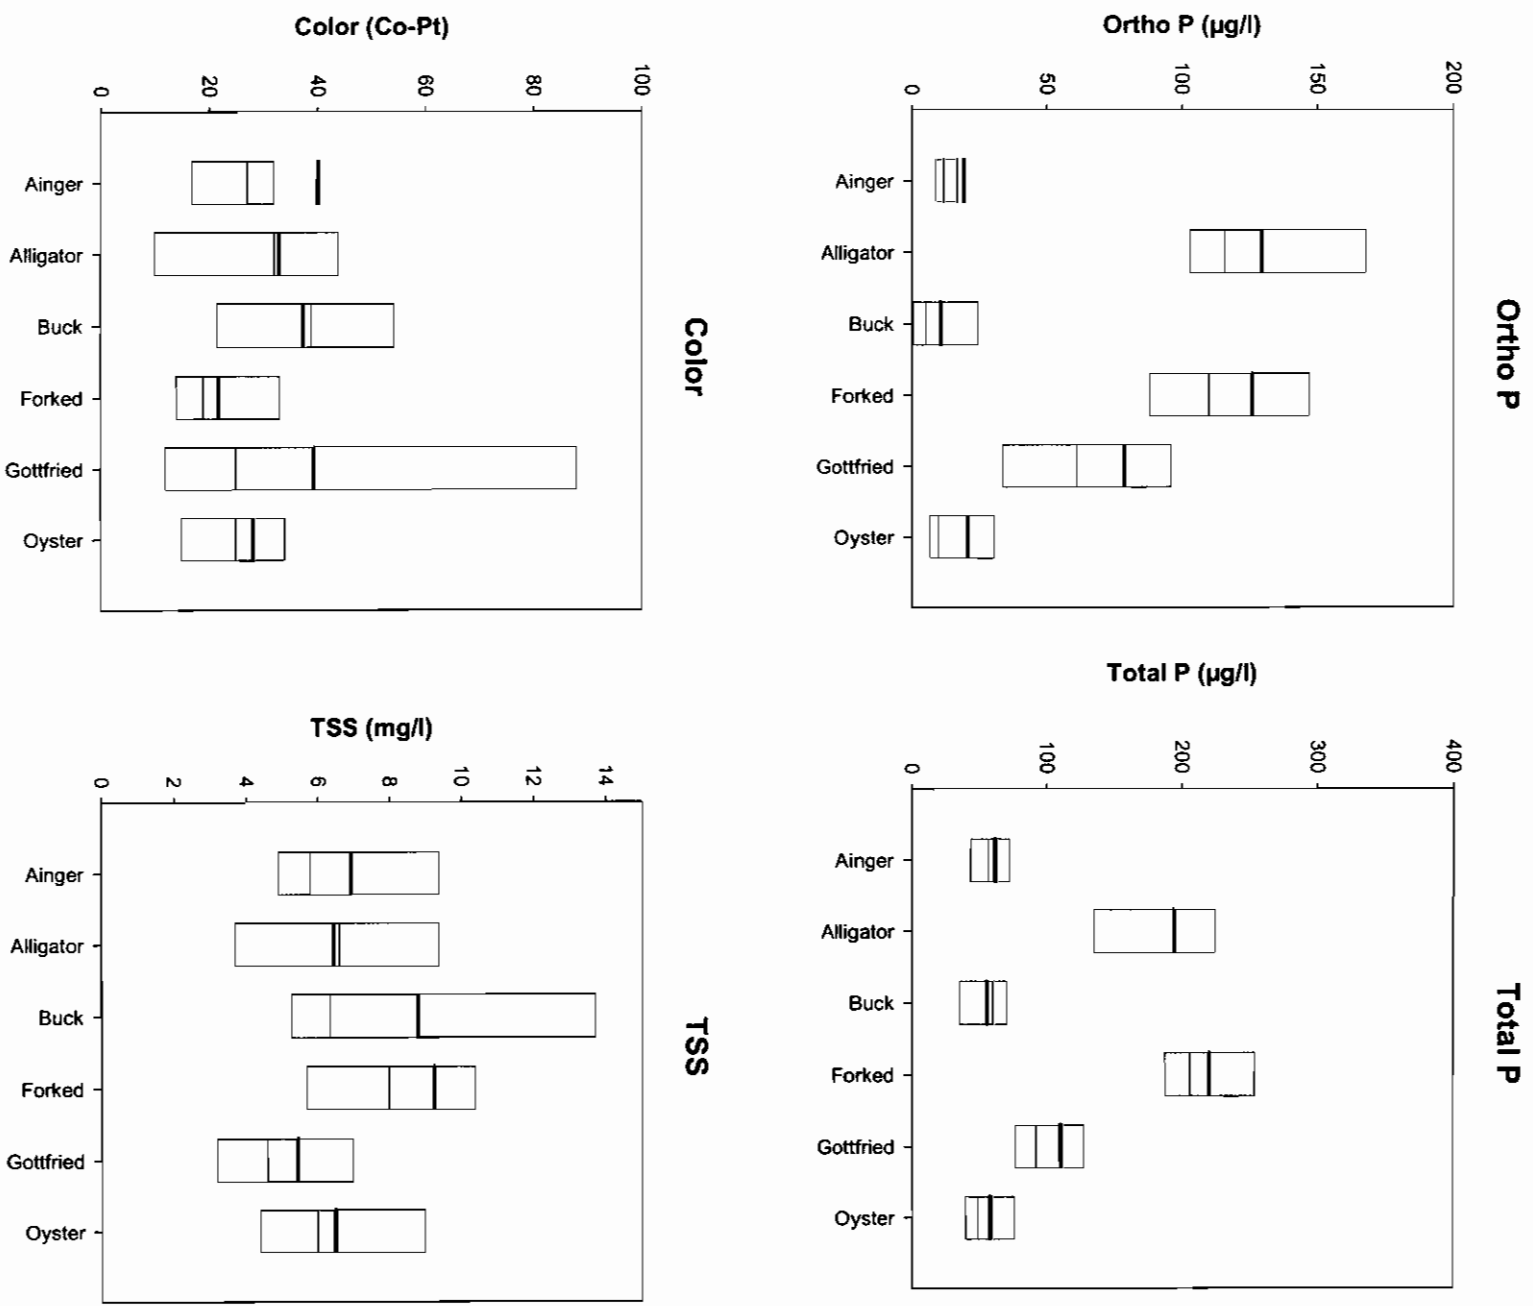 Color (Co-Pt)
0
20
40
60
80
100
Ainger
Alligator
Buck
Forked
Gottfried
Oyster
Color
Ortho P (µg/l)
0
50
100
150
200
Ainger
Alligator
Buck
Forked
Gottfried
Oyster
Ortho P
TSS (mg/l)
0
2
4
6
8
10
12
14
Ainger
Alligator
Buck
Forked
Gottfried
Oyster
TSS
Total P (µg/l)
0
100
200
300
400
Ainger
Alligator
Buck
Forked
Gottfried
Oyster
Total P